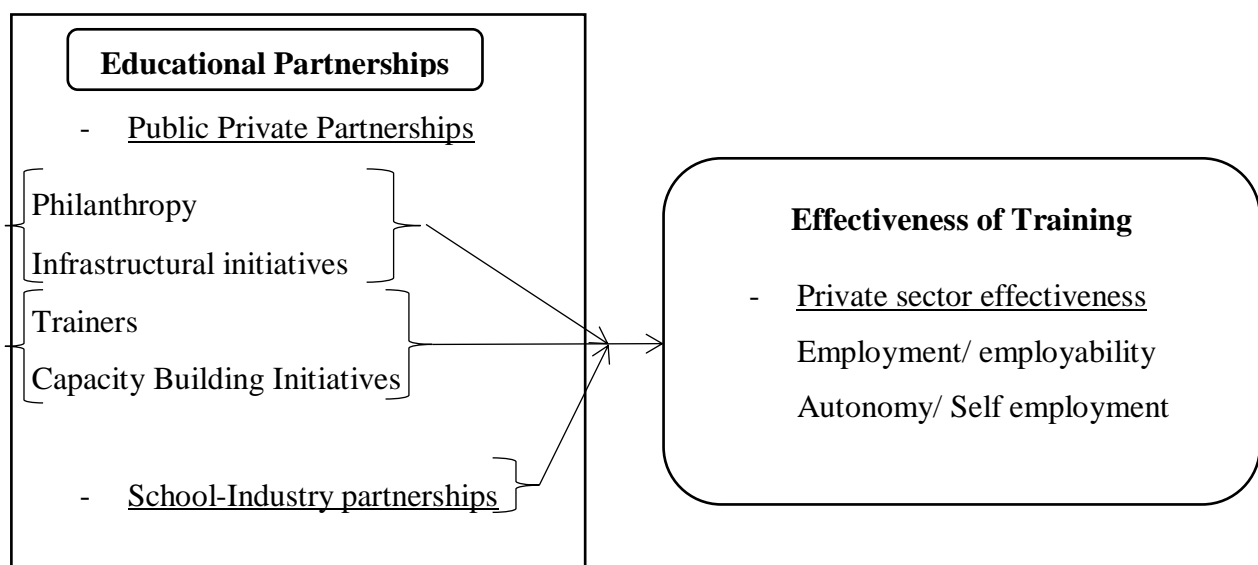 Educational Partnerships
- Public Private Partnerships
Philanthropy
Infrastructural initiatives
Trainers
Capacity Building Initiatives
- School-Industry partnerships
Effectiveness of Training
- Private sector effectiveness
Employment/ employability
Autonomy/ Self employment